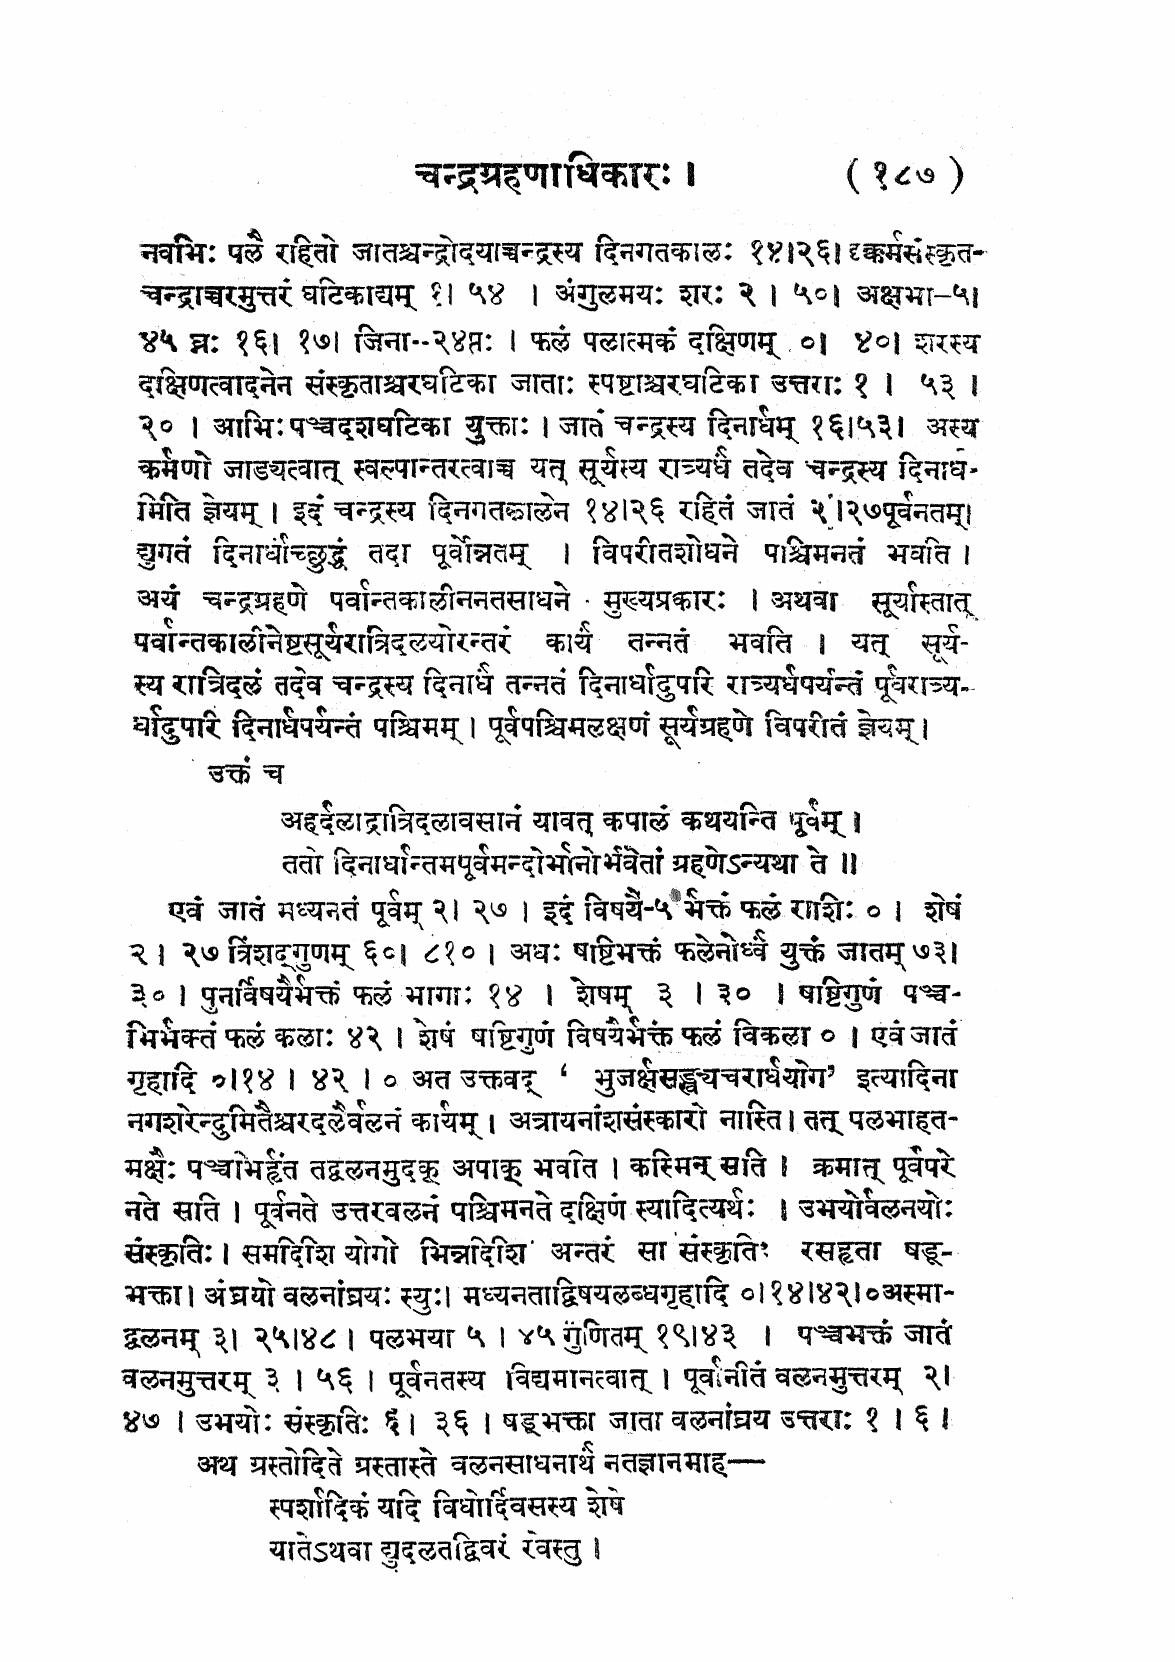 चन्द्रग्रहणाधिकारः । ( १८७ )
नवभिः पलै रहितो जातश्चन्द्रोदयाच्चन्द्रस्य दिनगतकालः १४।२६। दृक्कर्मसंस्कृत-
चन्द्राच्चरमुत्तरं घटिकाद्यम् १। ५४ । अंगुलमयः शरः २ । ५०। अक्षभा–५।
४५ घ्नः १६। १७। जिना--२४प्तः । फलं पलात्मकं दक्षिणम् ०। ४०। शरस्य
दक्षिणत्वादनेन संस्कृताश्चरघटिका जाताः स्पष्टाश्चरघटिका उत्तराः १ । ५३ ।
२० । आभिः पञ्चदशघटिका युक्ताः । जातं चन्द्रस्य दिनार्धम् १६।५३। अस्य
कर्मणो जाड्यत्वात् स्वल्पान्तरत्वाच्च यत् सूर्यस्य रात्र्यर्धं तदेव चन्द्रस्य दिनाध-
मिति ज्ञेयम् । इदं चन्द्रस्य दिनगतकालेन १४।२६ रहितं जातं २।२७पूर्वनतम्।
द्युगतं दिनार्धाच्छुद्धं तदा पूर्वोन्नतम् । विपरीतशोधने पाश्चिमनतं भवति ।
अयं चन्द्रग्रहणे पर्वान्तकालीननतसाधने मुख्यप्रकारः । अथवा सूर्यास्तात्
पर्वान्तकालीनेष्टसूर्यरात्रिदलयोरन्तरं कार्यं तन्नतं भवति । यत् सूर्य-
स्य रात्रिदलं तदेव चन्द्रस्य दिनार्धं तन्नतं दिनार्धादुपरि रात्र्यर्धपर्यन्तं पूर्वरात्र्य-
र्धादुपारि दिनार्धपर्यन्तं पश्चिमम् । पूर्वपश्चिमलक्षणं सूर्यग्रहणे विपरीतं ज्ञेयम् ।
उक्तं च
अहर्दलाद्रात्रिदलावसानं यावत् कपालं कथयन्ति पूर्वम् ।
ततो दिनार्धान्तमपूर्वमन्दोर्भानोर्भवेतां ग्रहणेऽन्यथा ते ॥
एवं जातं मध्यनतं पूर्वम् २। २७ । इदं विषयै-५र्भक्तं फलं राशिः ० । शेषं
२ । २७ त्रिंशद्गुणम् ६०। ८१० । अधः षाष्टिभक्तं फलेनोर्ध्वं युक्तं जातम् ७३।
३० । पुनर्विषयैर्भक्तं फलं भागाः १४ । शेषम् ३ । ३० । षाष्टिगुणं पञ्च-
भिर्भक्तं फलं कलाः ४२ । शेषं षष्टिगुणं विषयैर्भक्तं फलं विकला ० । एवं जातं
गृहादि ०।१४ । ४२ । ० अत उक्तवद् ‘ भुजर्क्षसङ्ख्यचरार्धयोग’ इत्यादिना
नगशरेन्दुमितैश्चरदलैर्वलनं कार्यम् । अत्रायनांशसंस्कारो नास्ति । तत् पलभाहत-
मक्षैः पञ्चाभिर्हृतं तद्वलनमुदक् अपाक् भवति । कस्मिन् सति । क्रमात् पूर्वपरे
नते साति । पूर्वनते उत्तरवलनं पश्चिमनते दक्षिणं स्यादित्यर्थः । उभयोर्वलनयोः
संस्कृतिः । समदिशि योगो भिन्नादेशि अन्तरं सा संस्कृतिः रसहृता षड्-
भक्ता। अंघ्रयो वलनांघ्रयः स्युः। मध्यनताद्विषयलब्धगृहादि ०।१४।४२।०अस्मा-
द्वलनम् ३। २५।४८ । पलभया ५ । ४५ र्गुणितम् १९।४३ । पञ्चभक्तं जातं
वलनमुत्तरम् ३ । ५६ । पूर्वनतस्य विद्यमानत्वात् । पूर्वानीतं वलनमुत्तरम् २।
४७ । उभयोः संस्कृतिः ६। ३६ । षड्भक्ता जाता वलनांघ्रय उत्तराः १ । ६ ।
अथ ग्रस्तोदिते ग्रस्तास्ते वलनसाधनार्थं नतज्ञानमाह—
स्पर्शादिकं यदि विधोर्दिवसस्य शेषे
यातेऽथवा द्युदलतद्विवरं रवेस्तु ।